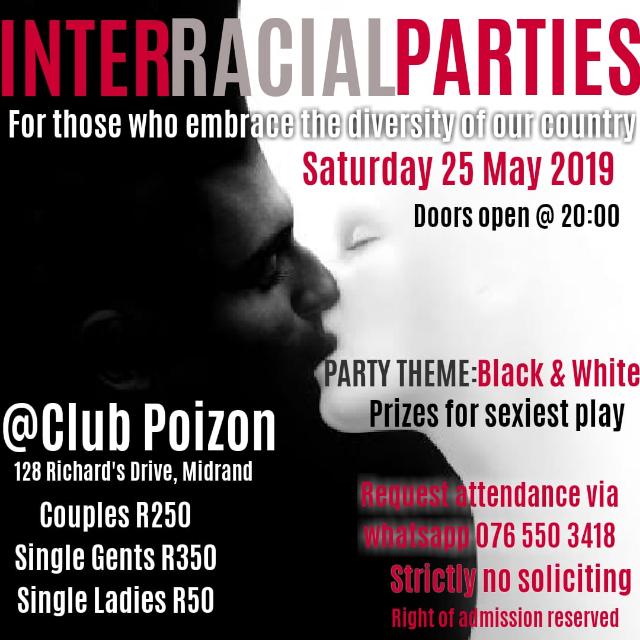 INTERRACIALPARTIES
For those who embrace the diversity of our country
Saturday 25 May 2019
Doors open @ 20:00
PARTY THEME:Black & White
Prizes for sexiest play
@Club Poizon
128 Richard's Drive, Midrand
Couples R250
Single Gents R350
Single Ladies R50
Request attendance via
whatsapp 076 550 3418
Strictly no soliciting
Right of admission reserved